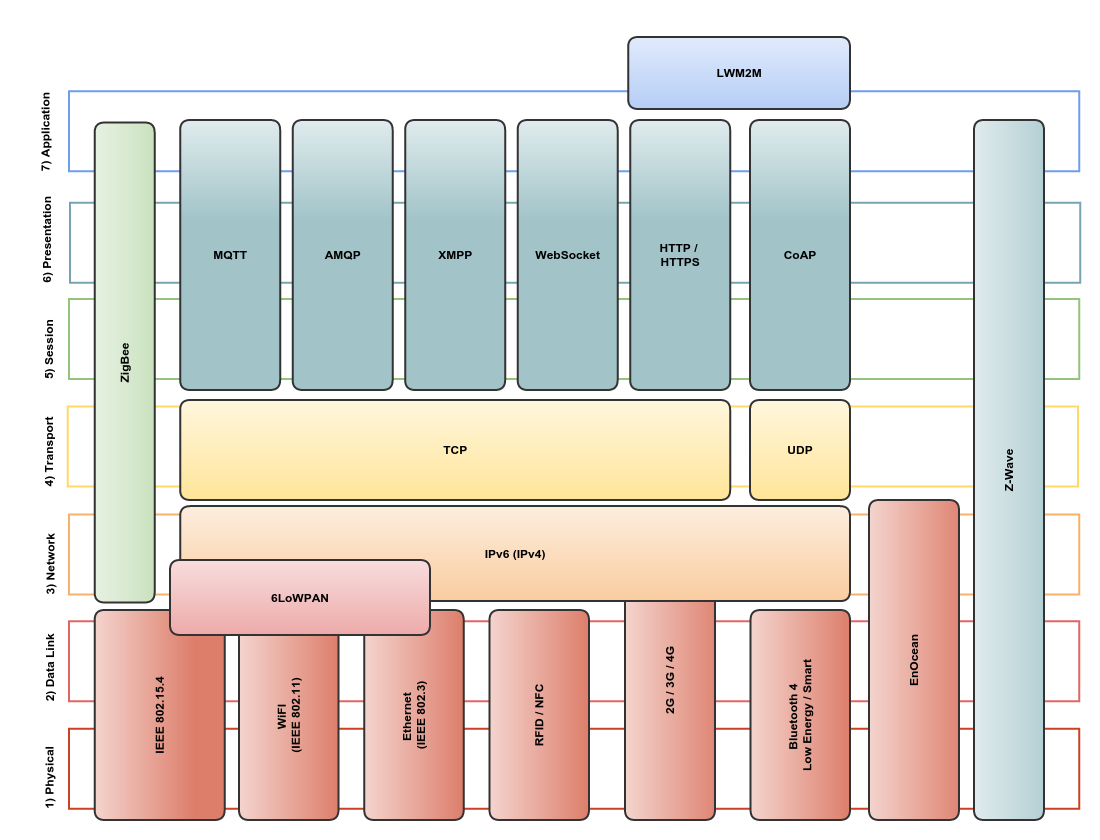 LWM2M
7) Application
6) Presentation
5) Session
4) Transport
3) Network
2) Data Link
1) Physical
ZigBee
MQTT
AMQP
XMPP
WebSocket
HTTP /
HTTPS
CoAP
Z-Wave
TCP
UDP
IPv6 (IPv4)
6LoWPAN
IEEE 802.15.4
WiFI
(IEEE 802.11)
Ethernet
(IEEE 802.3)
RFID / NFC
2G / 3G / 4G
Bluetooth 4
Low Energy / Smart
EnOcean